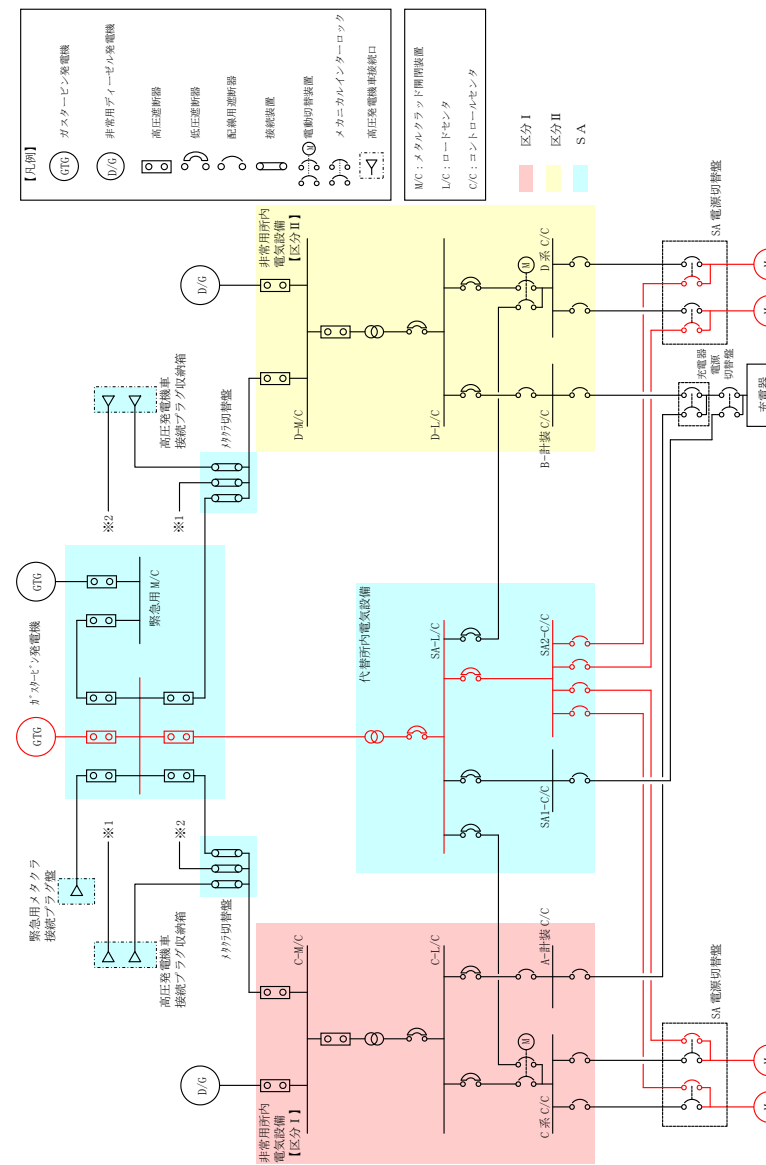 【凡例】
GTG
ガスタービン発電機
D/G
非常用ディーゼル発電機
高圧遮断器
低圧遮断器
配線用遮断器
接続装置
M
電動切替装置
メカニカルインターロック
高圧発電機車接続口
M/C：メタルクラッド開閉装置
L/C：ロードセンタ
C/C：コントロールセンタ
区分Ⅰ
区分Ⅱ
ＳＡ
緊急用メタクラ
接続プラグ盤
GTG
ｶﾞｽﾀｰﾋﾞﾝ発電機
GTG
緊急用M/C
※1
※2
高圧発電機車
接続プラグ収納箱
ﾒﾀｸﾗ切替盤
※2
※1
高圧発電機車
接続プラグ収納箱
ﾒﾀｸﾗ切替盤
D/G
非常用所内
電気設備
【区分Ⅰ】
C-M/C
C-L/C
M
C系C/C
A-計装C/C
代替所内電気設備
SA-L/C
SA1-C/C
SA2-C/C
D/G
非常用所内
電気設備
【区分Ⅱ】
D-M/C
D-L/C
M
B-計装C/C
D系C/C
SA電源切替盤
充電器
電源
切替盤
充電器
SA電源切替盤